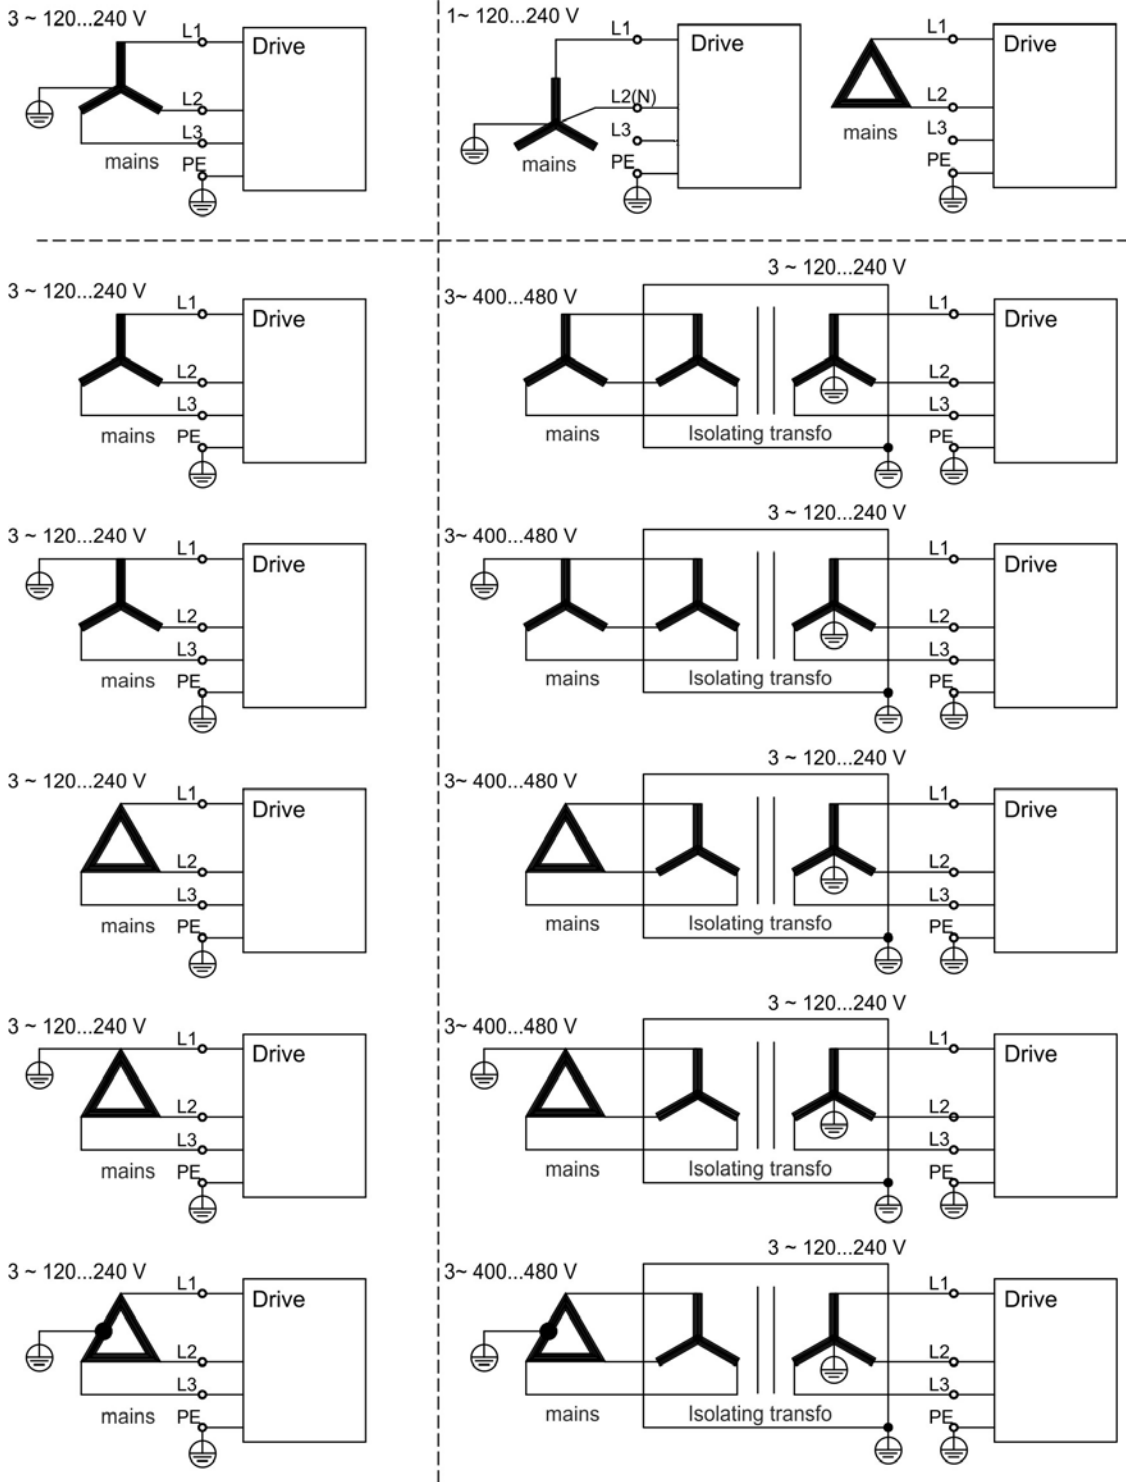 3 ~ 120...240 V
L1
Drive
L2
L3
mains
PE
1~ 120...240 V
L1
Drive
L2(N)
L3
mains
PE
L1
Drive
L2
mains
L3
PE
3 ~ 120...240 V
L1
Drive
L2
L3
mains
PE
3 ~ 120...240 V
3~ 400...480 V
L1
Drive
L2
L3
mains
Isolating transfo
PE
3 ~ 120...240 V
L1
Drive
L2
L3
mains
PE
3 ~ 120...240 V
3~ 400...480 V
L1
Drive
L2
L3
mains
Isolating transfo
PE
3 ~ 120...240 V
L1
Drive
L2
L3
mains
PE
3 ~ 120...240 V
3~ 400...480 V
L1
Drive
L2
L3
mains
Isolating transfo
PE
3 ~ 120...240 V
L1
Drive
L2
L3
mains
PE
3 ~ 120...240 V
3~ 400...480 V
L1
Drive
L2
L3
mains
Isolating transfo
PE
3 ~ 120...240 V
L1
Drive
L2
L3
mains
PE
3 ~ 120...240 V
3~ 400...480 V
L1
Drive
L2
L3
mains
Isolating transfo
PE